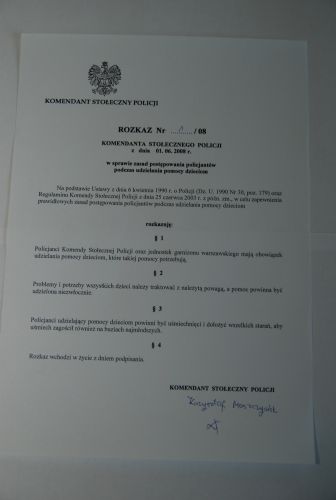 KOMENDANT STOŁECZNY POLICJI
ROZKAZ Nr /08
KOMENDANTA STOŁECZNEGO POLICJI
z dnia 01. 06. 2008 r.
w sprawie zasad postępowania policjantów
podczas udzielania pomocy dzieciom
Na podstawie Ustawy z dnia 6 kwietnia 1990 r. o Policji (Dz. U. 1990 Nr 30, poz. 179) oraz
Regulaminu Komendy Stołecznej Policji z dnia 25 czerwca 2003 r. z późn. zm., w celu zapewnienia
prawidłowych zasad postępowania policjantów podczas udzielania pomocy dzieciom
rozkazuję:
§ 1
Policjanci Komendy Stołecznej Policji oraz jednostek garnizonu warszawskiego mają obowiązek
udzielania pomocy dzieciom, które takiej pomocy potrzebują.
§ 2
Problemy i potrzeby wszystkich dzieci należy traktować z należytą powagą, a pomoc powinna być
udzielona niezwłocznie.
§ 3
Policjanci udzielający pomocy dzieciom powinni być uśmiechnięci i dołożyć wszelkich starań, aby
uśmiech zagościł również na buziach najmłodszych.
§ 4
Rozkaz wchodzi w życie z dniem podpisania.
KOMENDANT STOŁECZNY POLICJI
Krzysztof